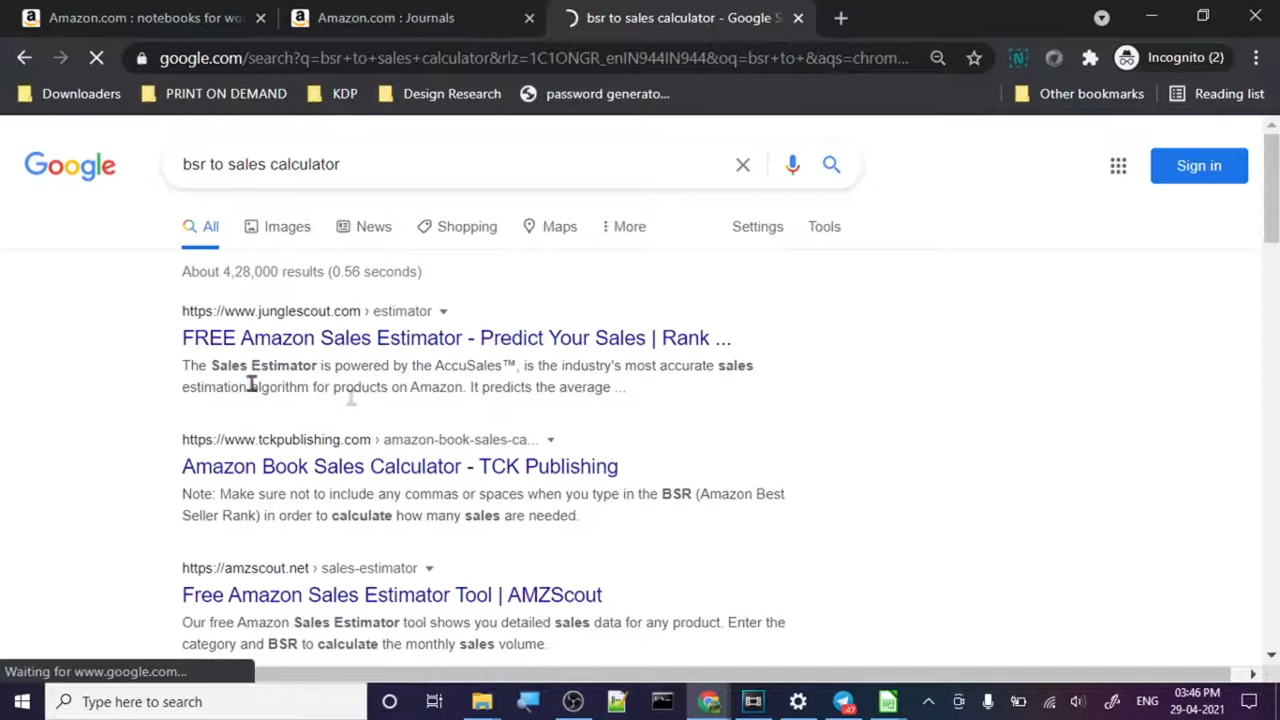 Amazon.com : notebooks for wo
Amazon.com : Journals
bsr to sales calculator - Google S
google.com/search?q=bsr+to+sales+calculator&rlz=1C1ONGR_enIN944IN944&oq=bsr+to+&aqs=chrom...
Incognito (2)
Downloaders
PRINT ON DEMAND
KDP
Design Research
password generato...
Other bookmarks
Reading list
Google
bsr to sales calculator
Sign in
All
Images
News
Shopping
Maps
More
Settings
Tools
About 4,28,000 results (0.56 seconds)
https://www.junglescout.com › estimator
FREE Amazon Sales Estimator - Predict Your Sales | Rank ...
The Sales Estimator is powered by the AccuSales™, is the industry's most accurate sales
estimation algorithm for products on Amazon. It predicts the average ...
https://www.tckpublishing.com › amazon-book-sales-ca...
Amazon Book Sales Calculator - TCK Publishing
Note: Make sure not to include any commas or spaces when you type in the BSR (Amazon Best
Seller Rank) in order to calculate how many sales are needed.
https://amzscout.net › sales-estimator
Free Amazon Sales Estimator Tool | AMZScout
Our free Amazon Sales Estimator tool shows you detailed sales data for any product. Enter the
category and BSR to calculate the monthly sales volume.
Waiting for www.google.com...
Type here to search
ENG
03:46 PM
29-04-2021